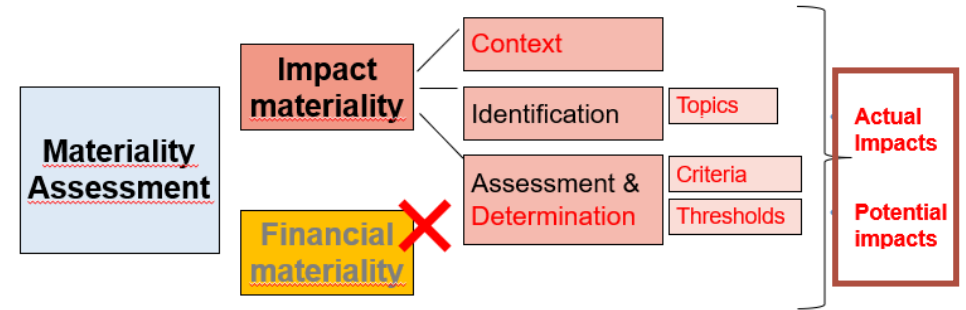 Materiality
Assessment
Impact
materiality
Financial
materiality
Context
Identification
Topics
Assessment &
Determination
Criteria
Thresholds
Actual
Impacts
Potential
impacts